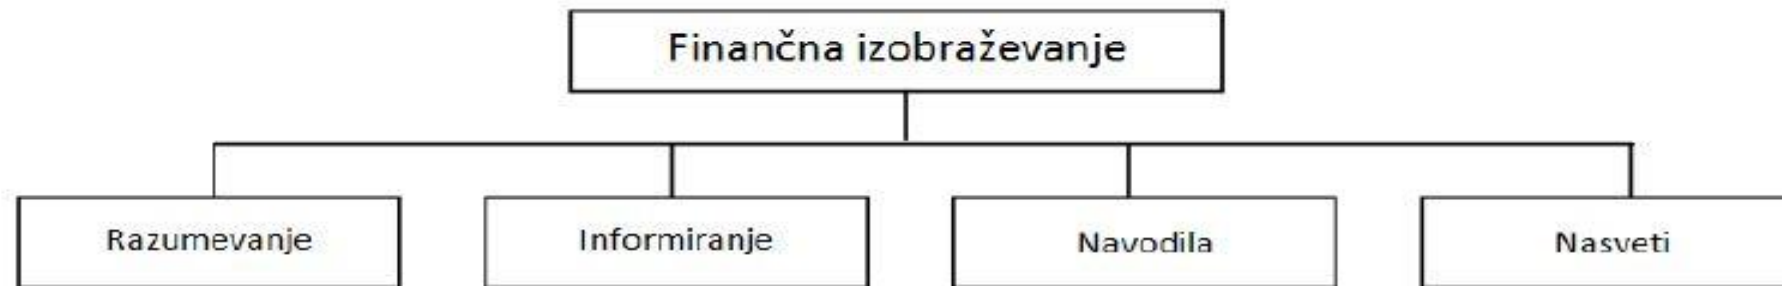 Finančna izobraževanje
Razumevanje
Informiranje
Navodila
Nasveti